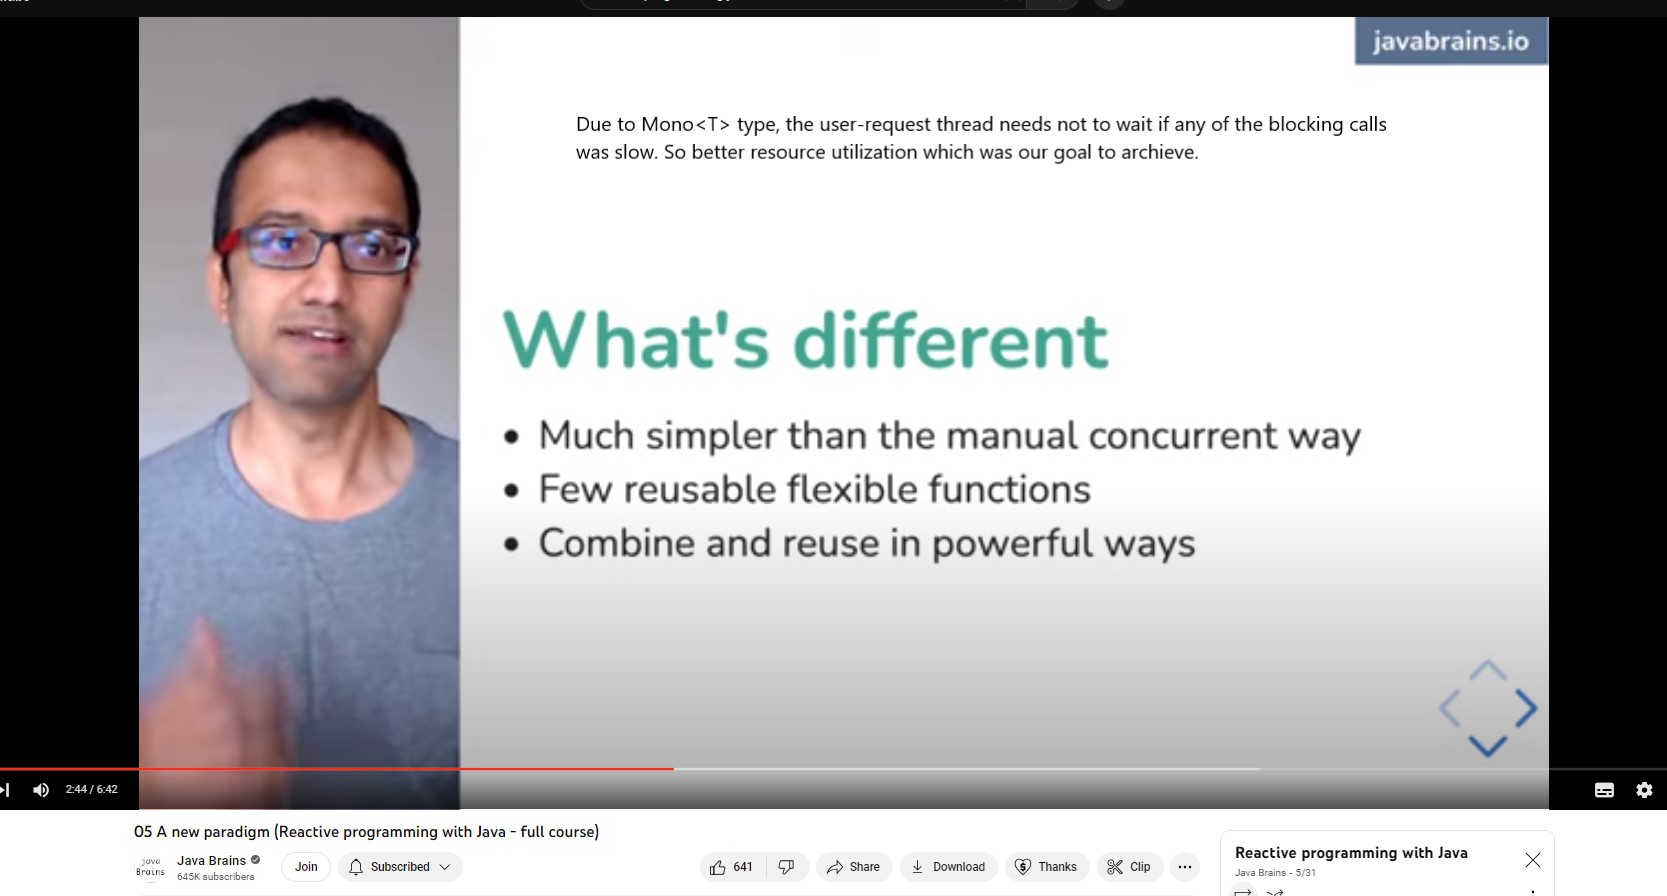 javabrains.io
Due to Mono<T> type, the user-request thread needs not to wait if any of the blocking calls
was slow. So better resource utilization which was our goal to archieve.
What's different
• Much simpler than the manual concurrent way
• Few reusable flexible functions
• Combine and reuse in powerful ways
2:44 / 6:42
05 A new paradigm (Reactive programming with Java - full course)
java
Brains
Java Brains
645K subscribers
Join
Subscribed
641
Share
Download
Thanks
Clip
Reactive programming with Java
Java Brains - 5/31